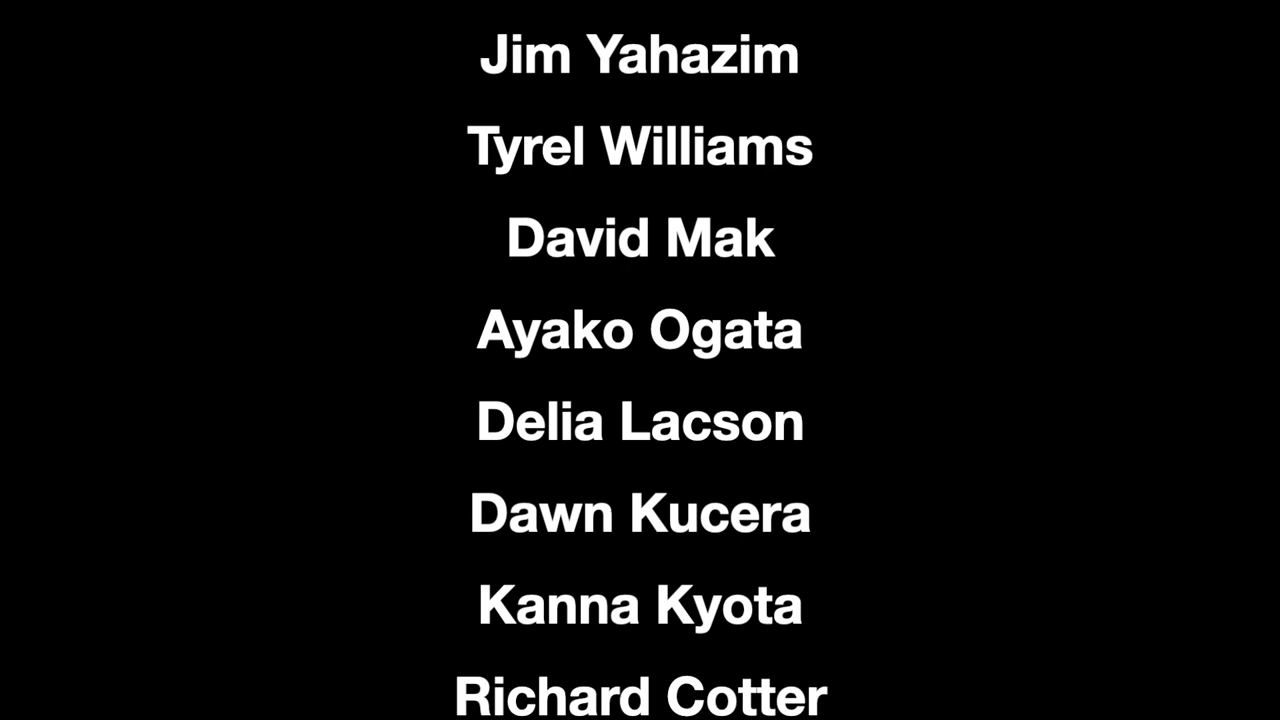 Jim Yahazim
Tyrel Williams
David Mak
Ayako Ogata
Delia Lacson
Dawn Kucera
Kanna Kyota
Richard Cotter